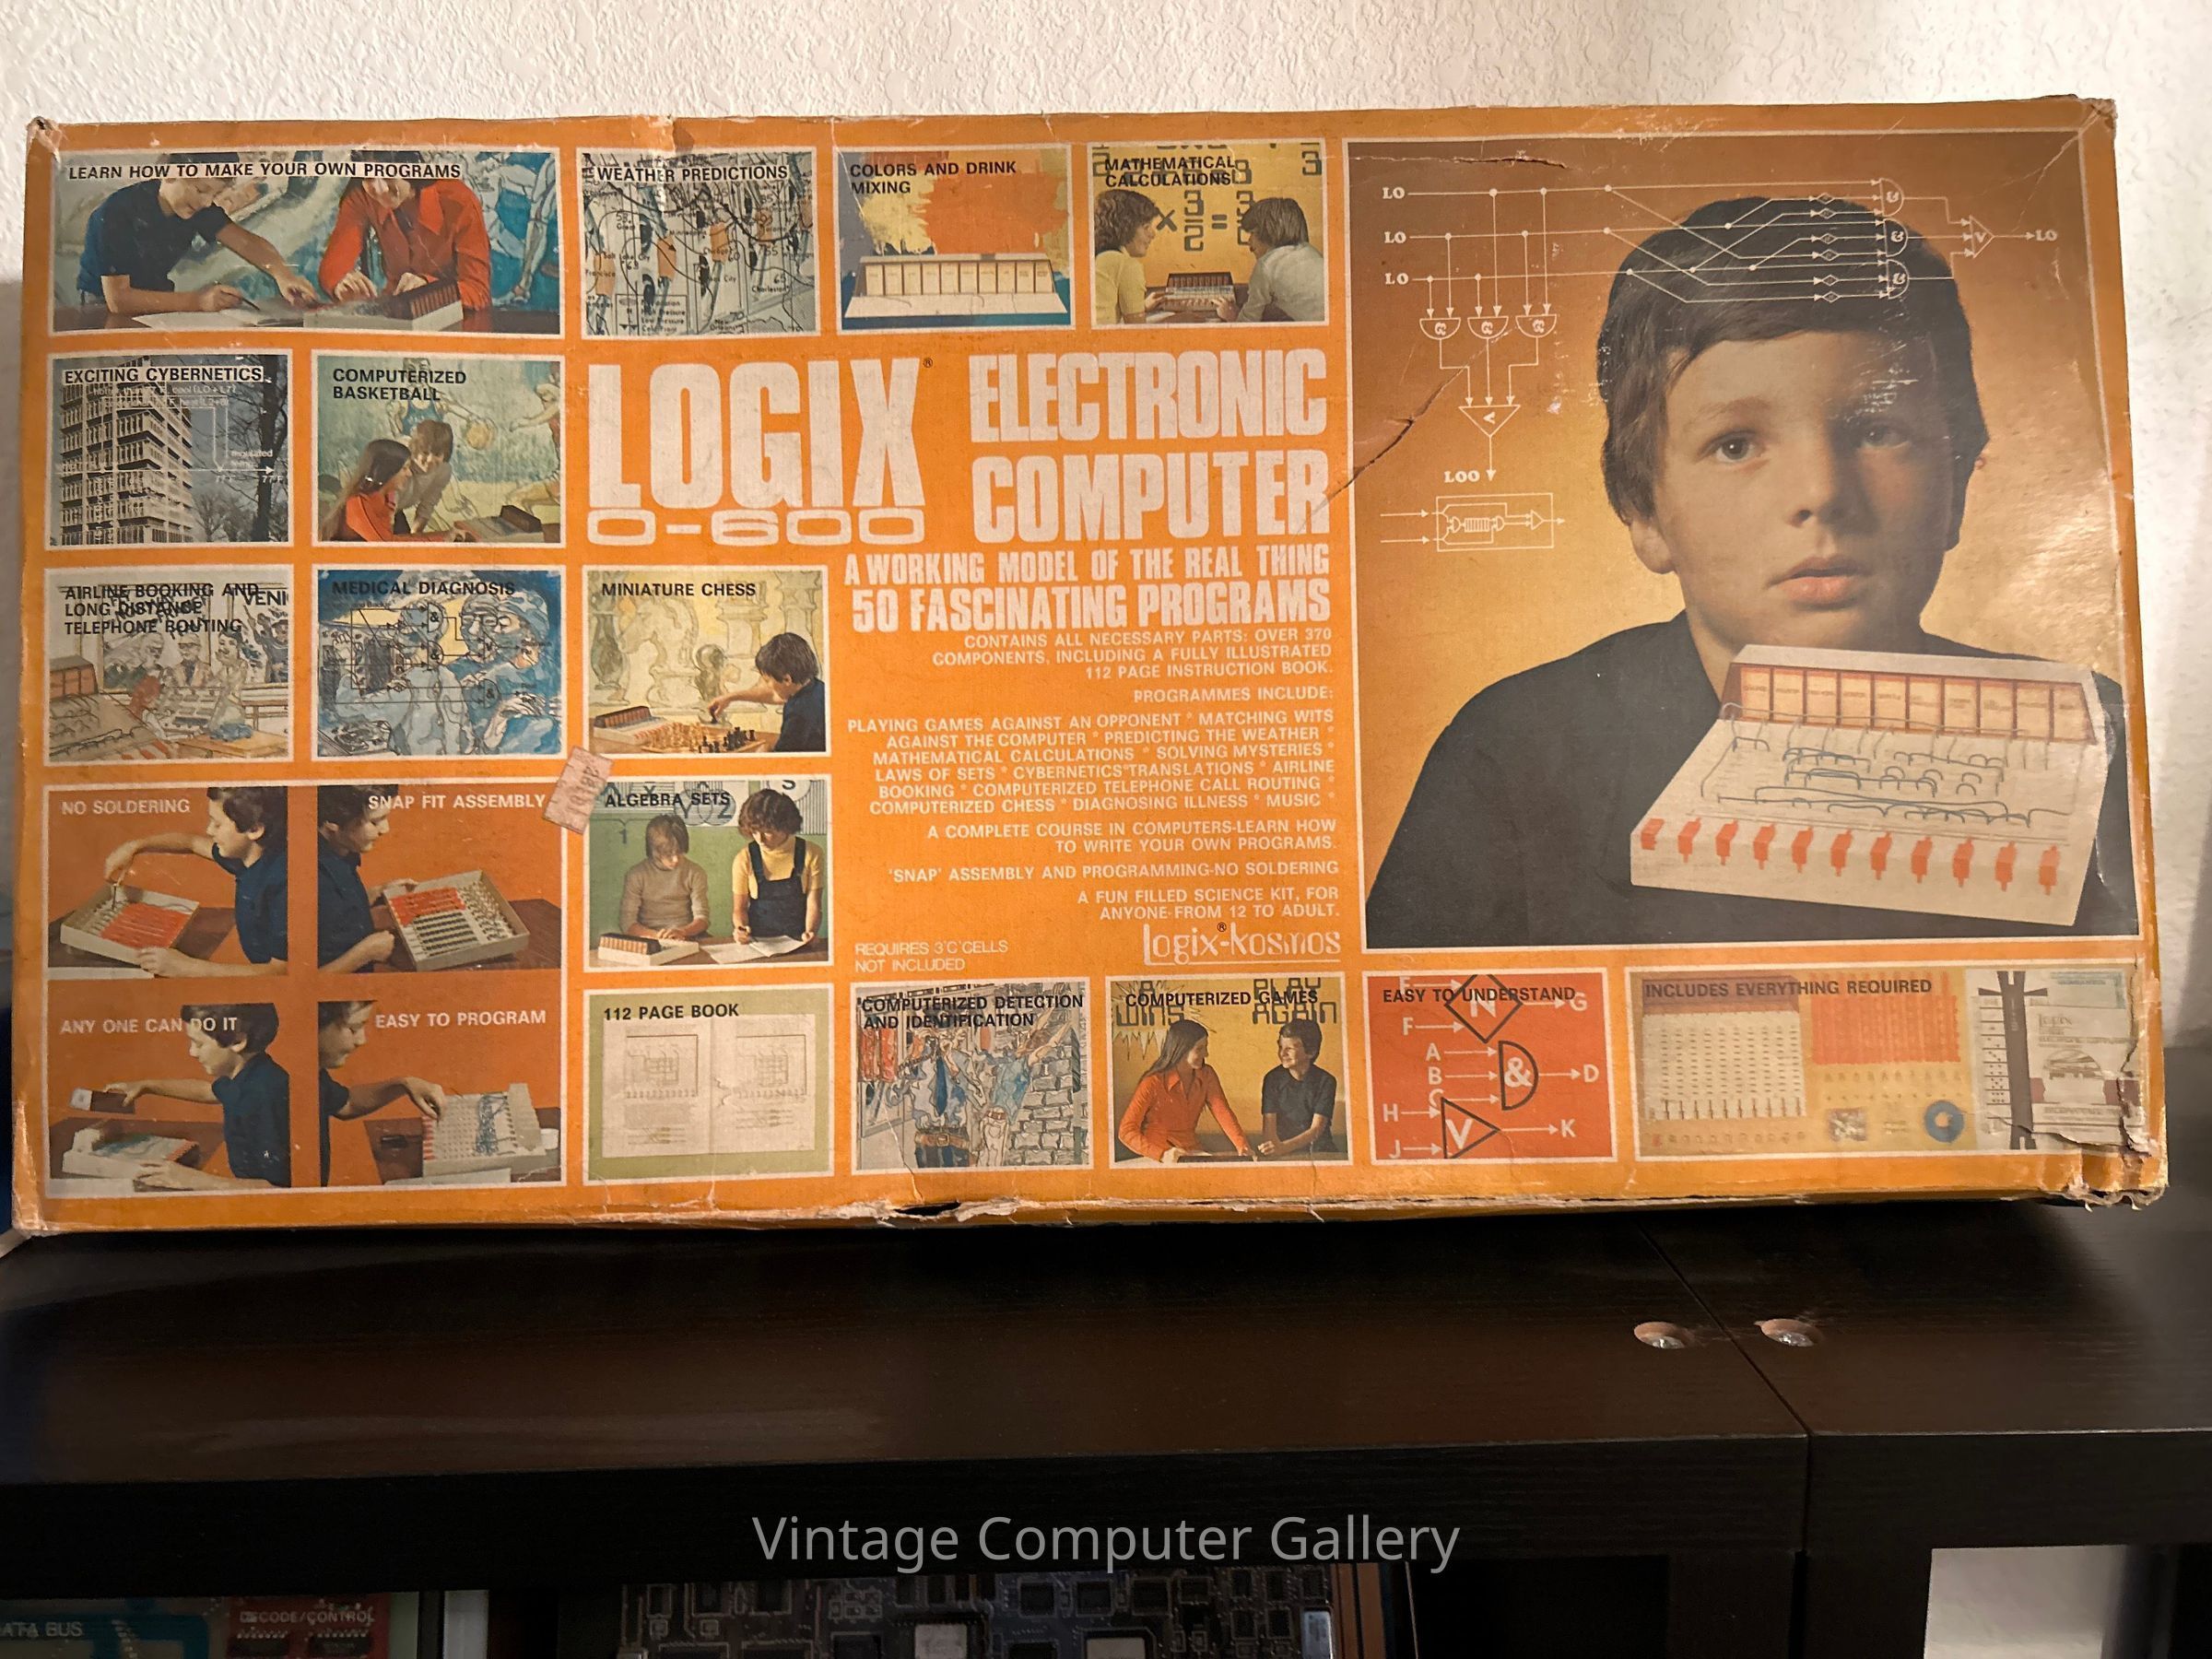 LEARN HOW TO MAKE YOUR OWN PROGRAMS
WEATHER PREDICTIONS
COLORS AND DRINK
MIXING
MATHEMATICAL
CALCULATIONS
EXCITING CYBERNETICS
COMPUTERIZED
BASKETBALL
LOGIX®
0-600
ELECTRONIC
COMPUTER
A WORKING MODEL OF THE REAL THING
50 FASCINATING PROGRAMS
CONTAINS ALL NECESSARY PARTS: OVER 370
COMPONENTS, INCLUDING A FULLY ILLUSTRATED
112 PAGE INSTRUCTION BOOK.
PROGRAMMES INCLUDE:
PLAYING GAMES AGAINST AN OPPONENT * MATCHING WITS
AGAINST THE COMPUTER * PREDICTING THE WEATHER *
MATHEMATICAL CALCULATIONS * SOLVING MYSTERIES *
LAWS OF SETS * CYBERNETICS*TRANSLATIONS * AIRLINE
BOOKING * COMPUTERIZED TELEPHONE CALL ROUTING *
COMPUTERIZED CHESS * DIAGNOSING ILLNESS * MUSIC *
A COMPLETE COURSE IN COMPUTERS-LEARN HOW
TO WRITE YOUR OWN PROGRAMS.
'SNAP' ASSEMBLY AND PROGRAMMING-NO SOLDERING
A FUN FILLED SCIENCE KIT, FOR
ANYONE-FROM 12 TO ADULT.
REQUIRES 3'C'CELLS
NOT INCLUDED
logix-kosmos®
AIRLINE BOOKING AND
LONG DISTANCE
TELEPHONE ROUTING
VENI
MEDICAL DIAGNOSIS
MINIATURE CHESS
NO SOLDERING
SNAP FIT ASSEMBLY
ALGEBRA SETS
ANY ONE CAN DO IT
EASY TO PROGRAM
112 PAGE BOOK
COMPUTERIZED DETECTION
AND IDENTIFICATION
COMPUTERIZED GAMES
WINS
PLAY
AGAIN
EASY TO UNDERSTAND
N
G
F
A
B
C
&
D
H
J
V
K
INCLUDES EVERYTHING REQUIRED
LO
LO
LO
LO
LOO
Vintage Computer Gallery
ATA BUS
CODE/CONTROL